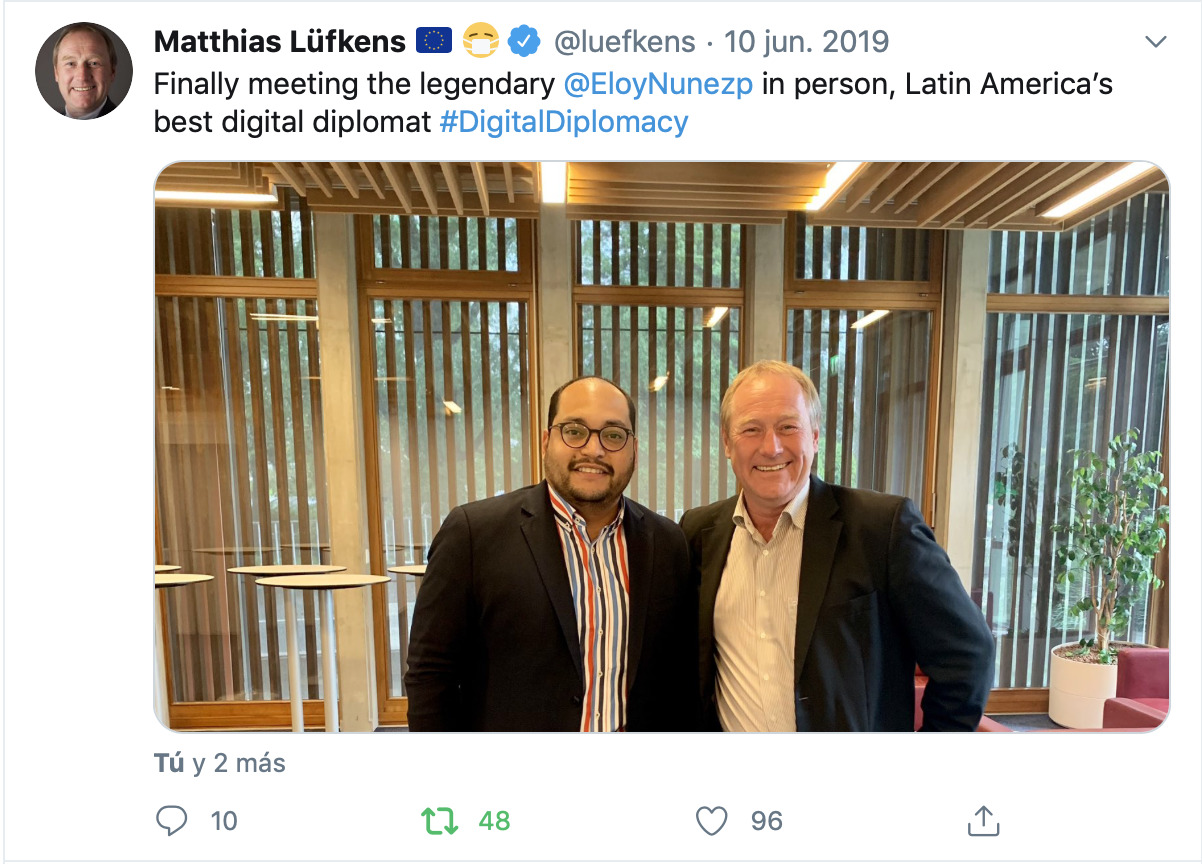 Matthias Lüfkens 🇪🇺 😷 @luefkens · 10 jun. 2019
Finally meeting the legendary @EloyNunezp in person, Latin America’s
best digital diplomat #DigitalDiplomacy
Tú y 2 más
10 48 96